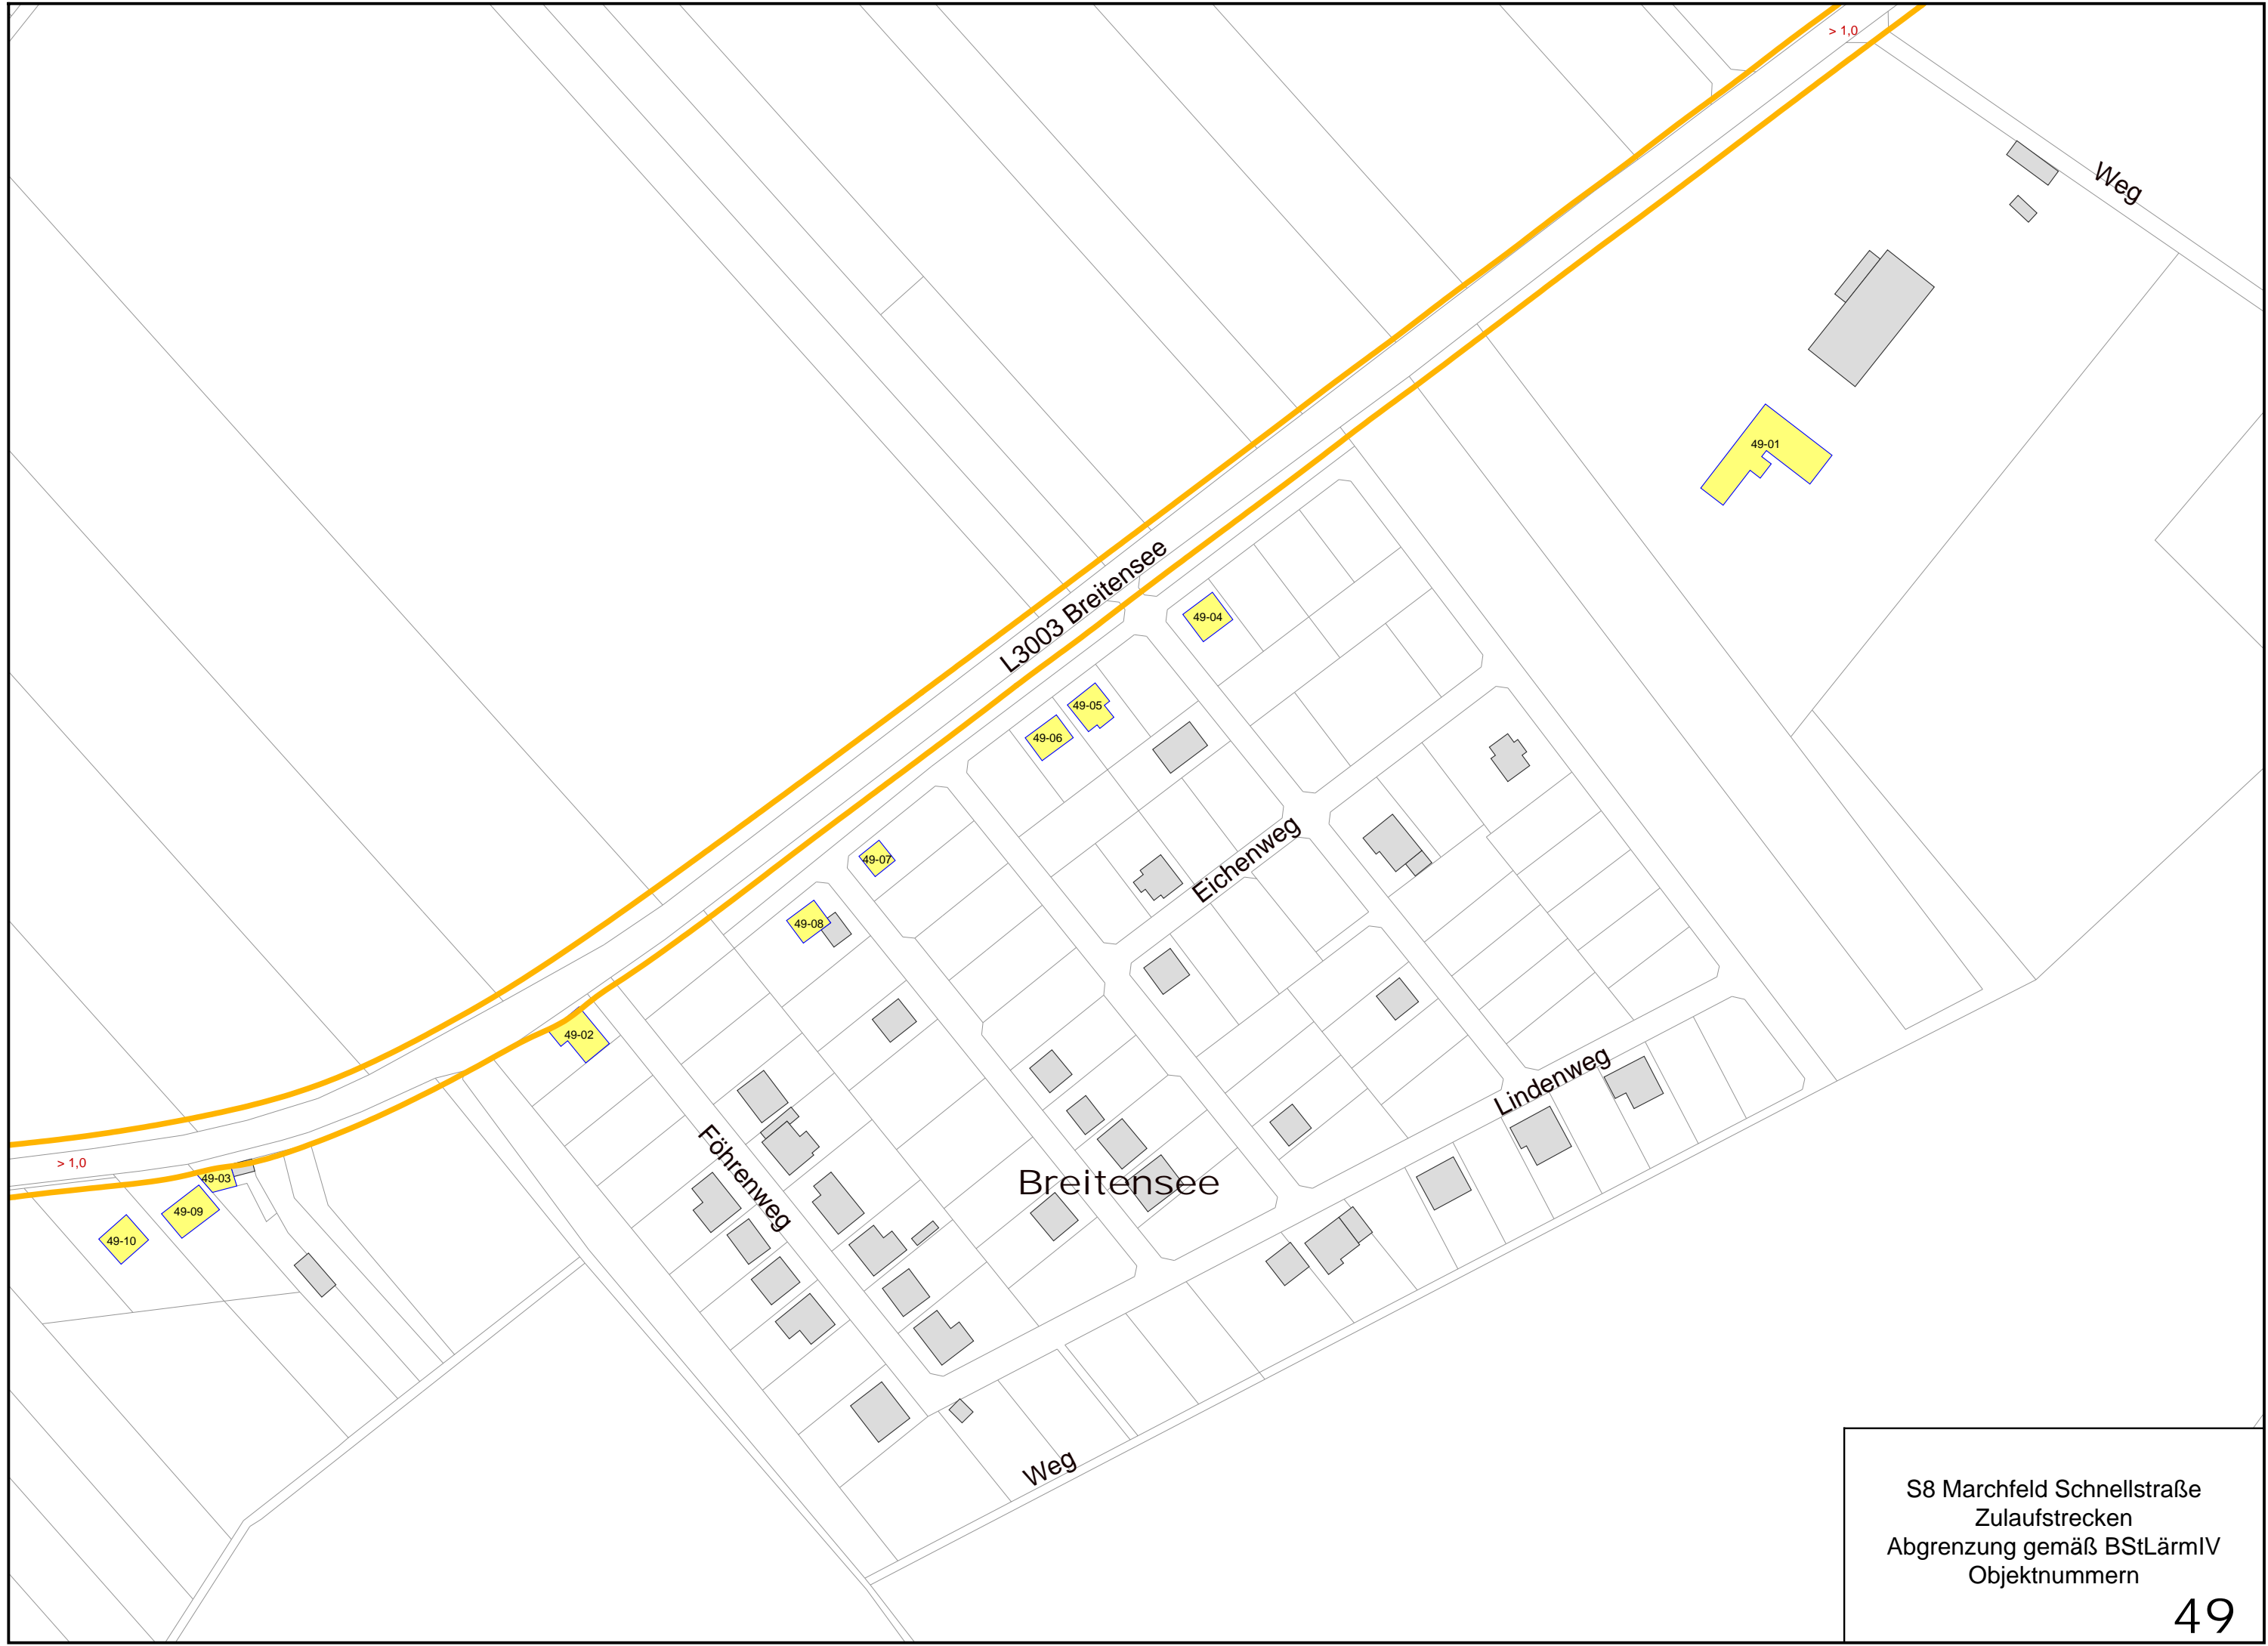 > 1,0
Weg
49-01
L3003 Breitensee
49-04
49-05
49-06
49-07
Eichenweg
49-08
49-02
Lindenweg
> 1,0
Föhrenweg
49-03
Breitensee
49-09
49-10
Weg
S8 Marchfeld Schnellstraße
Zulaufstrecken
Abgrenzung gemäß BStLärmIV
Objektnummern
49